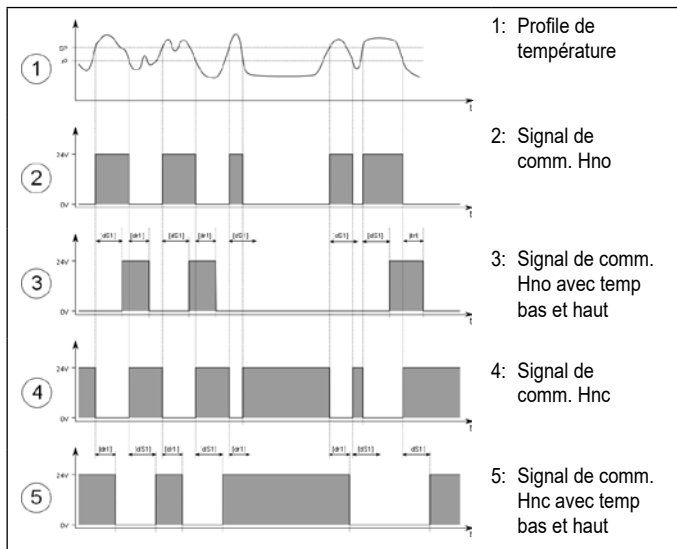 1: Profile de
température
SP
rP
1
t
2: Signal de
comm. Hno
24V
2
0V
t
[dS1] [dr1] [dS1] [dr1] [dS1] [dS1] [dS1] [dr1]
24V
3
0V
t
3: Signal de comm.
Hno avec temp
bas et haut
24V
4
0V
t
4: Signal de
comm. Hnc
[dr1] [dS1] [dr1] [dS1] [dr1] [dr1] [dS1] [dS1]
24V
5
0V
t
5: Signal de comm.
Hnc avec temp
bas et haut